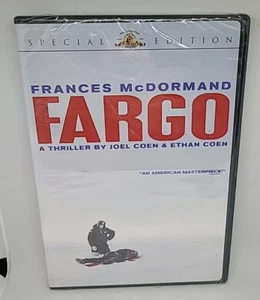 SPECIAL EDITION
FRANCES McDORMAND
FARGO
A THRILLER BY JOEL COEN & ETHAN COEN
"AN AMERICAN MASTERPIECE"